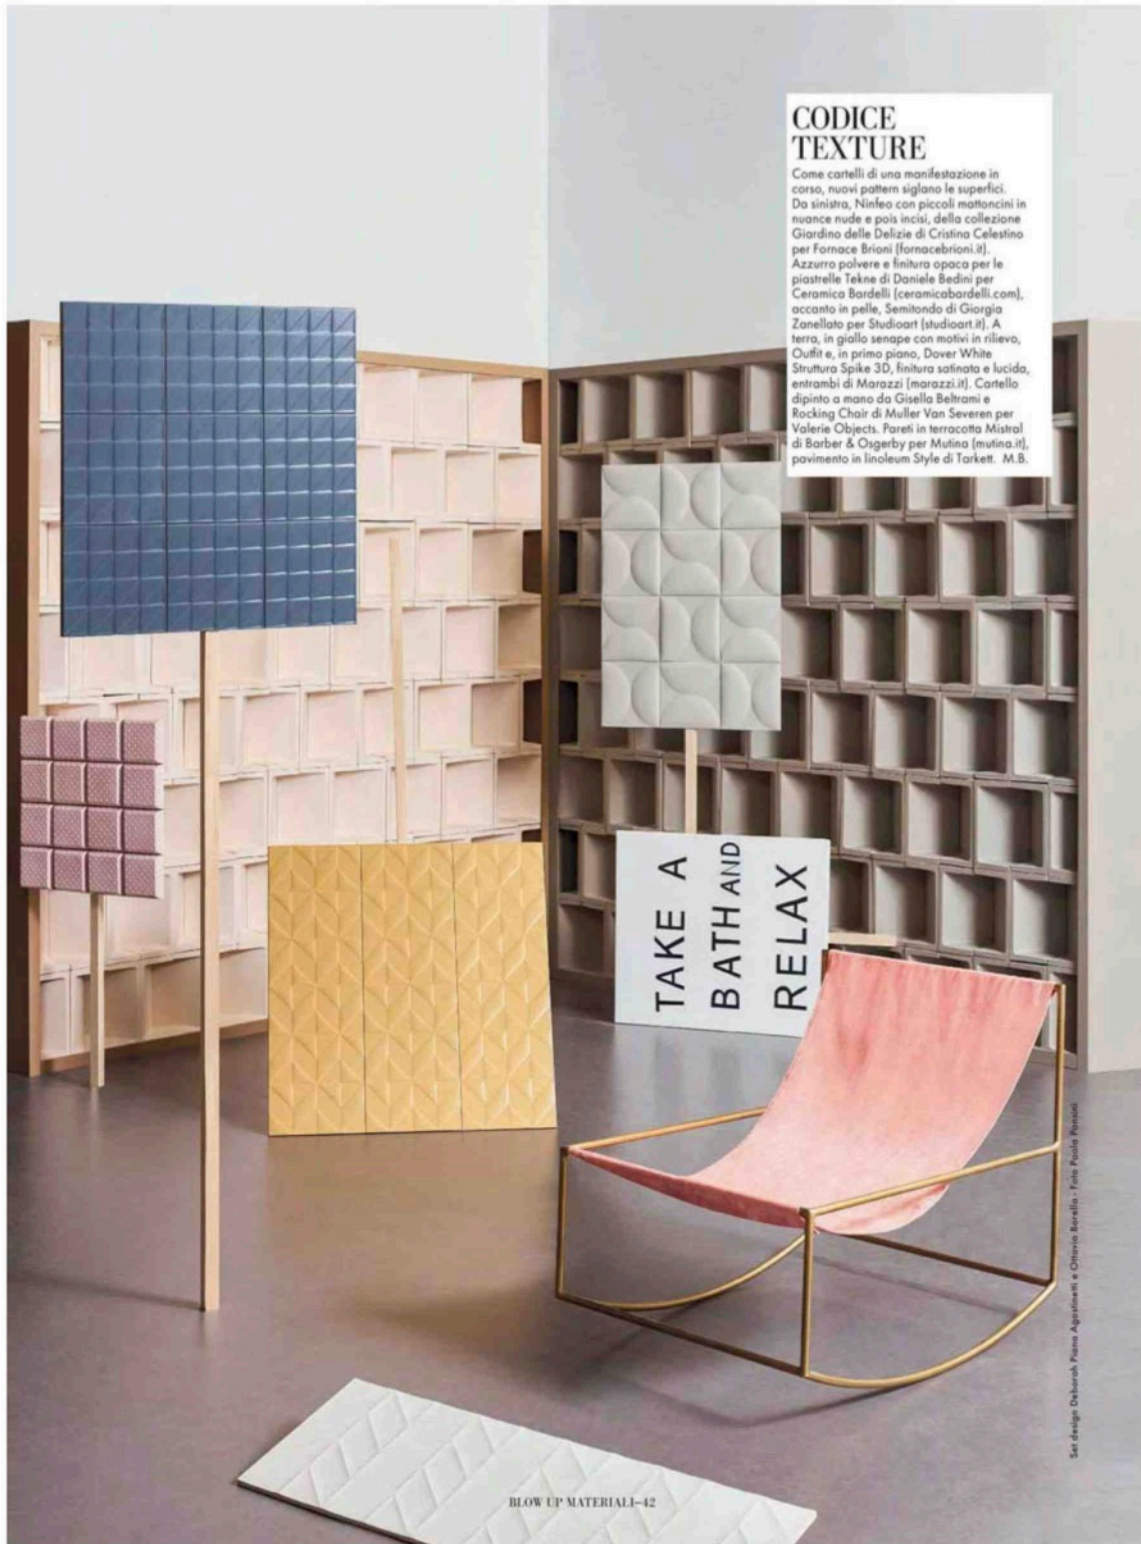 CODICE
TEXTURE
Come cartelli di una manifestazione in
corso, nuovi pattern siglano le superfici.
Da sinistra, Ninfeo con piccoli mattoncini in
nuance nude e pois incisi, della collezione
Giardino delle Delizie di Cristina Celestino
per Fornace Brioni (fornacebrioni.it).
Azzurro polvere e finitura opaca per le
piastrelle Tekne di Daniele Bedini per
Ceramica Bardelli (ceramicabardelli.com),
accanto in pelle, Semitondo di Giorgia
Zanellato per Studioart (studioart.it). A
terra, in giallo senape con motivi in rilievo,
Outfit e, in primo piano, Dover White
Struttura Spike 3D, finitura satinata e lucida,
entrambi di Marazzi (marazzi.it). Cartello
dipinto a mano da Gisella Beltrami e
Rocking Chair di Muller Van Severen per
Valerie Objects. Pareti in terracotta Mistral
di Barber & Osgerby per Mutina (mutina.it),
pavimento in linoleum Style di Tarkett. M.B.
TAKE A
BATH AND
RELAX
Set design Deborah Piana Agostinetti e Ottavia Borella - Foto Paola Pansini
BLOW UP MATERIALI–42